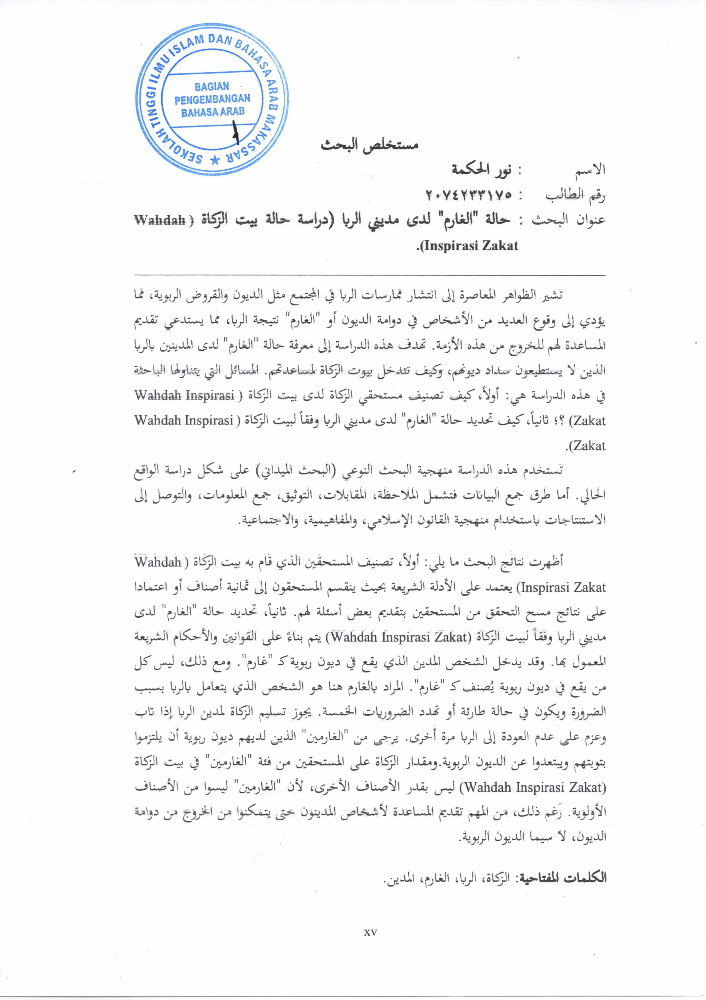 SEKOLAH TINGGI ILMU ISLAM DAN BAHASA ARAB MAKASSAR ★
BAGIAN
PENGEMBANGAN
BAHASA ARAB
مستخلص البحث
الاسم : نور الحكمة
رقم الطالب : ٢٠٧٤٢٣٣١٧٥
عنوان البحث : حالة "الغارم" لدى مديني الربا (دراسة حالة بيت الزكاة (Wahdah
Inspirasi Zakat).
تشير الظواهر المعاصرة إلى انتشار ممارسات الربا في المجتمع مثل الديون والقروض الربوية، مما
يؤدي إلى وقوع العديد من الأشخاص في دوامة الديون أو "الغارم" نتيجة الربا، مما يستدعي تقديم
المساعدة لهم للخروج من هذه الأزمة. تهدف هذه الدراسة إلى معرفة حالة "الغارم" لدى المدينين بالربا
الذين لا يستطيعون سداد ديونهم، وكيف تتدخل بيوت الزكاة لمساعدتهم. المسائل التي يتناولها الباحثة
في هذه الدراسة هي: أولاً، كيف تصنيف مستحقي الزكاة لدى بيت الزكاة (Wahdah Inspirasi
Zakat) ؟؛ ثانياً، كيف تحديد حالة "الغارم" لدى مديني الربا وفقاً لبيت الزكاة (Wahdah Inspirasi
Zakat).
تستخدم هذه الدراسة منهجية البحث النوعي (البحث الميداني) على شكل دراسة الواقع
الحالي. أما طرق جمع البيانات فتشمل الملاحظة، المقابلات، التوثيق، جمع المعلومات، والتوصل إلى
الاستنتاجات باستخدام منهجية القانون الإسلامي، والمفاهيمية، والاجتماعية.
أظهرت نتائج البحث ما يلي: أولاً، تصنيف المستحقين الذي قام به بيت الزكاة (Wahdah
Inspirasi Zakat) يعتمد على الأدلة الشريعة بحيث ينقسم المستحقون إلى ثمانية أصناف أو اعتمادا
على نتائج مسح التحقق من المستحقين بتقديم بعض أسئلة لهم. ثانياً، تحديد حالة "الغارم" لدى
مديني الربا وفقاً لبيت الزكاة (Wahdah Inspirasi Zakat) يتم بناءً على القوانين والأحكام الشريعة
المعمول بها. وقد يدخل الشخص المدين الذي يقع في ديون ربوية كـ "غارم". ومع ذلك، ليس كل
من يقع في ديون ربوية يُصنف كـ "غارم". المراد بالغارم هنا هو الشخص الذي يتعامل بالربا بسبب
الضرورة ويكون في حالة طارئة أو تهدد الضروريات الخمسة. يجوز تسليم الزكاة لمدين الربا إذا تاب
وعزم على عدم العودة إلى الربا مرة أخرى. يرجى من "الغارمين" الذين لديهم ديون ربوية أن يلتزموا
بتوبتهم ويبتعدوا عن الديون الربوية.ومقدار الزكاة على المستحقين من فئة "الغارمين" في بيت الزكاة
(Wahdah Inspirasi Zakat) ليس بقدر الأصناف الأخرى، لأن "الغارمين" ليسوا من الأصناف
الأولوية. رغم ذلك، من المهم تقديم المساعدة لأشخاص المدينون حتى يتمكنوا من الخروج من دوامة
الديون، لا سيما الديون الربوية.
الكلمات المفتاحية: الزكاة، الربا، الغارم، المدين.
xv